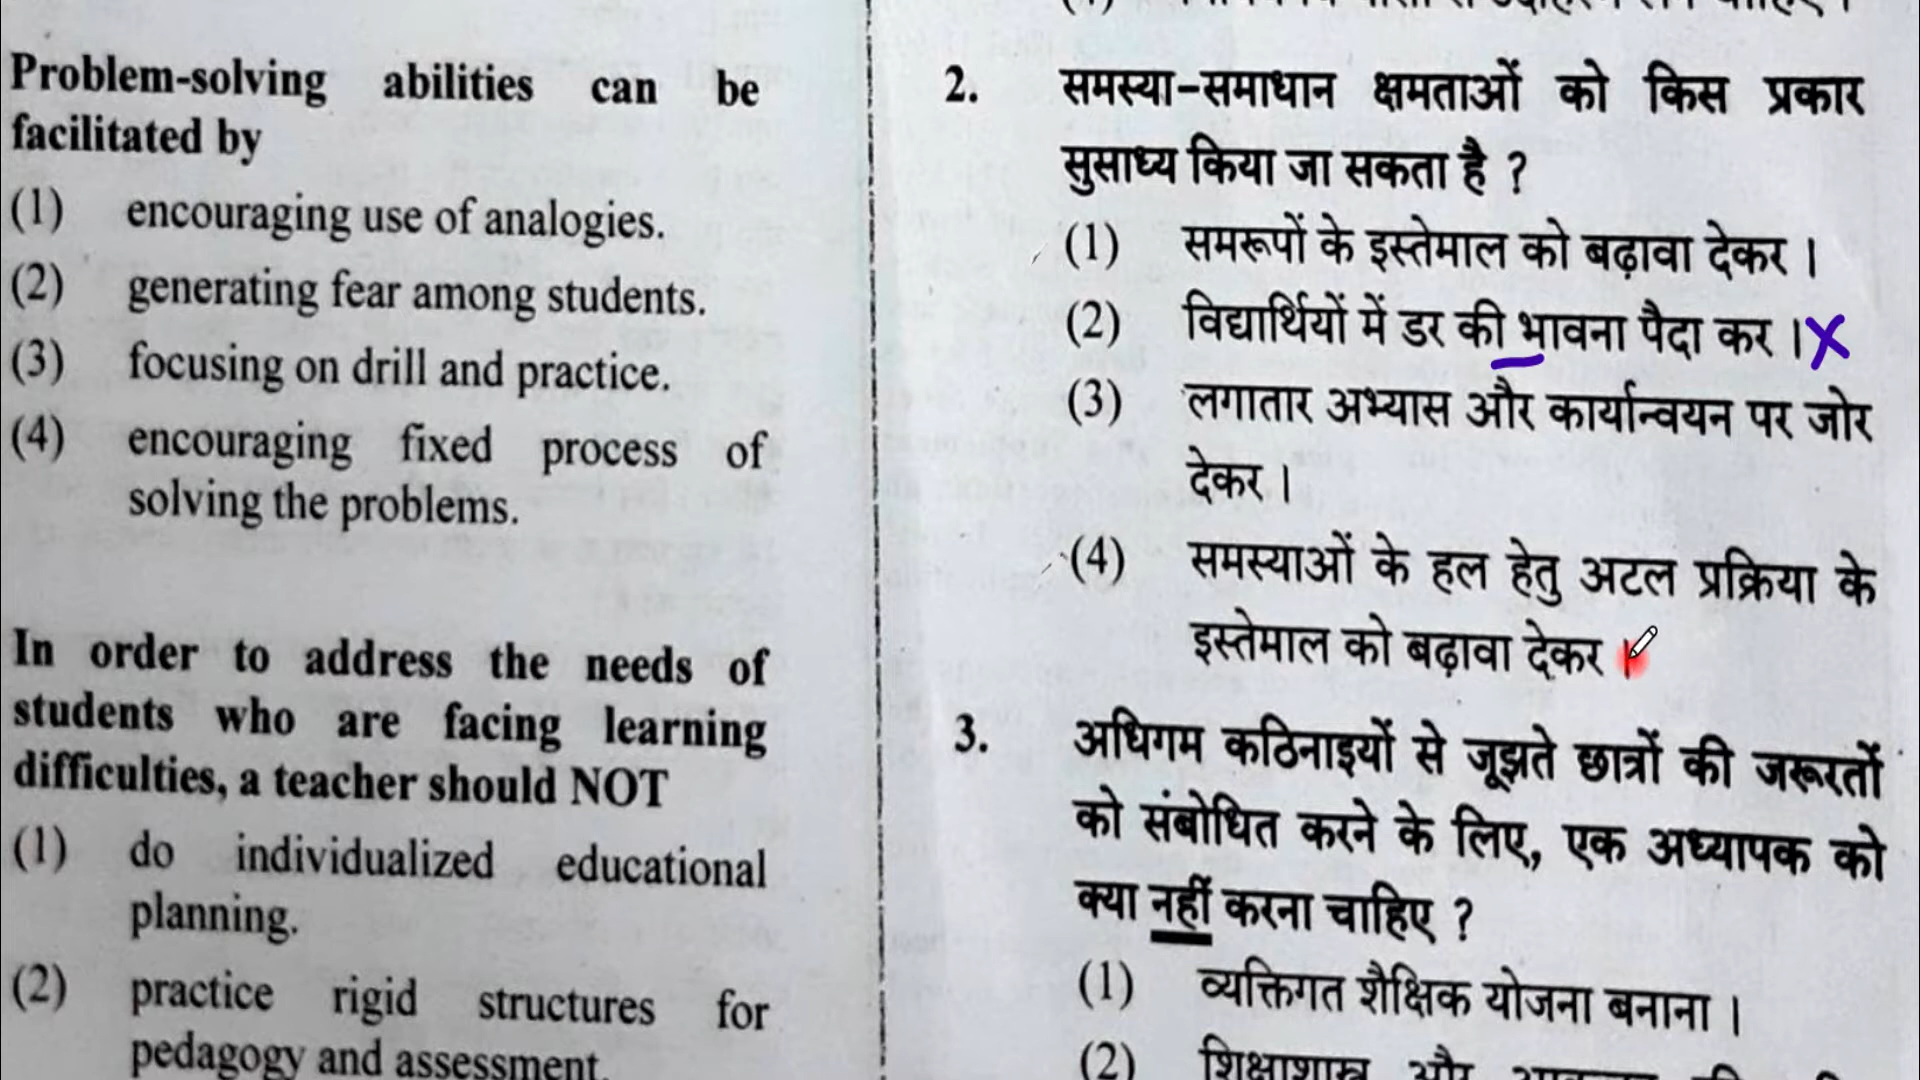 Problem-solving abilities can be
facilitated by
(1) encouraging use of analogies.
(2) generating fear among students.
(3) focusing on drill and practice.
(4) encouraging fixed process of
solving the problems.
In order to address the needs of
students who are facing learning
difficulties, a teacher should NOT
(1) do individualized educational
planning.
(2) practice rigid structures for
pedagogy and assessment.
2. समस्या-समाधान क्षमताओं को किस प्रकार
सुसाध्य किया जा सकता है ?
(1) समरूपों के इस्तेमाल को बढ़ावा देकर ।
(2) विद्यार्थियों में डर की भावना पैदा कर ।
(3) लगातार अभ्यास और कार्यान्वयन पर जोर
देकर ।
(4) समस्याओं के हल हेतु अटल प्रक्रिया के
इस्तेमाल को बढ़ावा देकर ।
3. अधिगम कठिनाइयों से जूझते छात्रों की जरूरतों
को संबोधित करने के लिए, एक अध्यापक को
क्या नहीं करना चाहिए ?
(1) व्यक्तिगत शैक्षिक योजना बनाना ।
(2) शिक्षाशास्त्र और